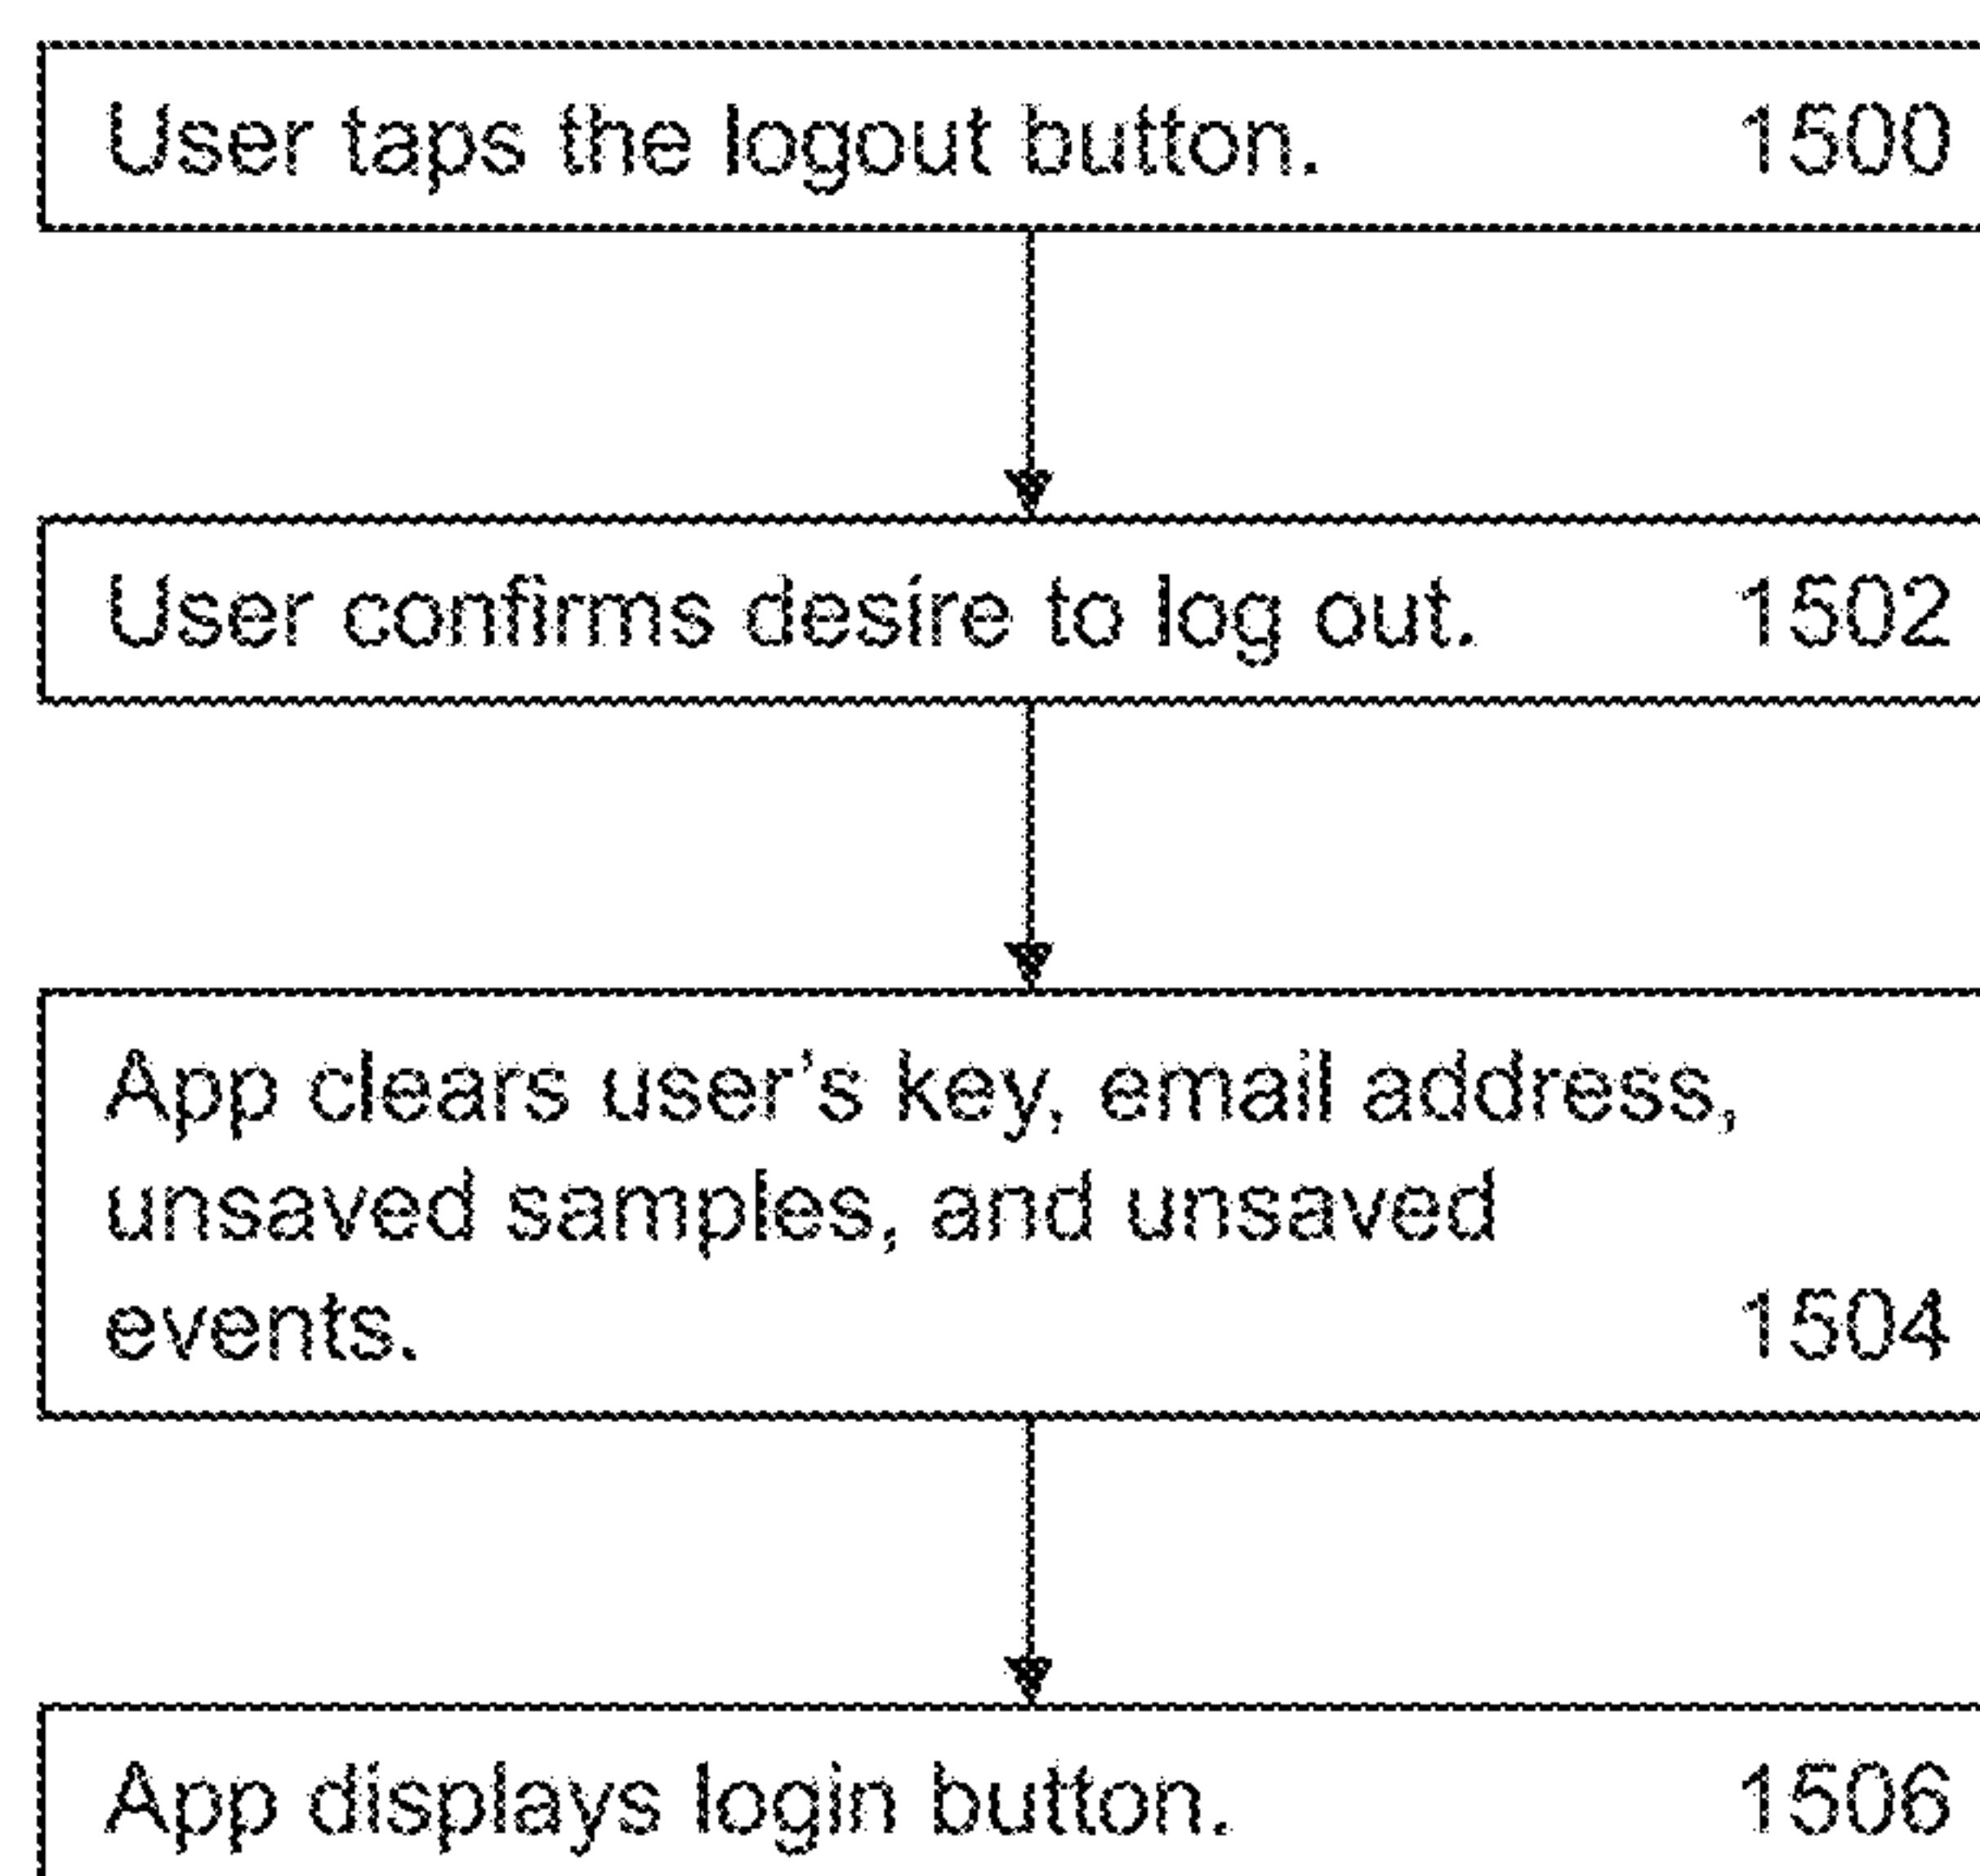 User taps the logout button. 1500
User confirms desire to log out. 1502
App clears user's key, email address,
unsaved samples, and unsaved
events. 1504
App displays login button. 1506